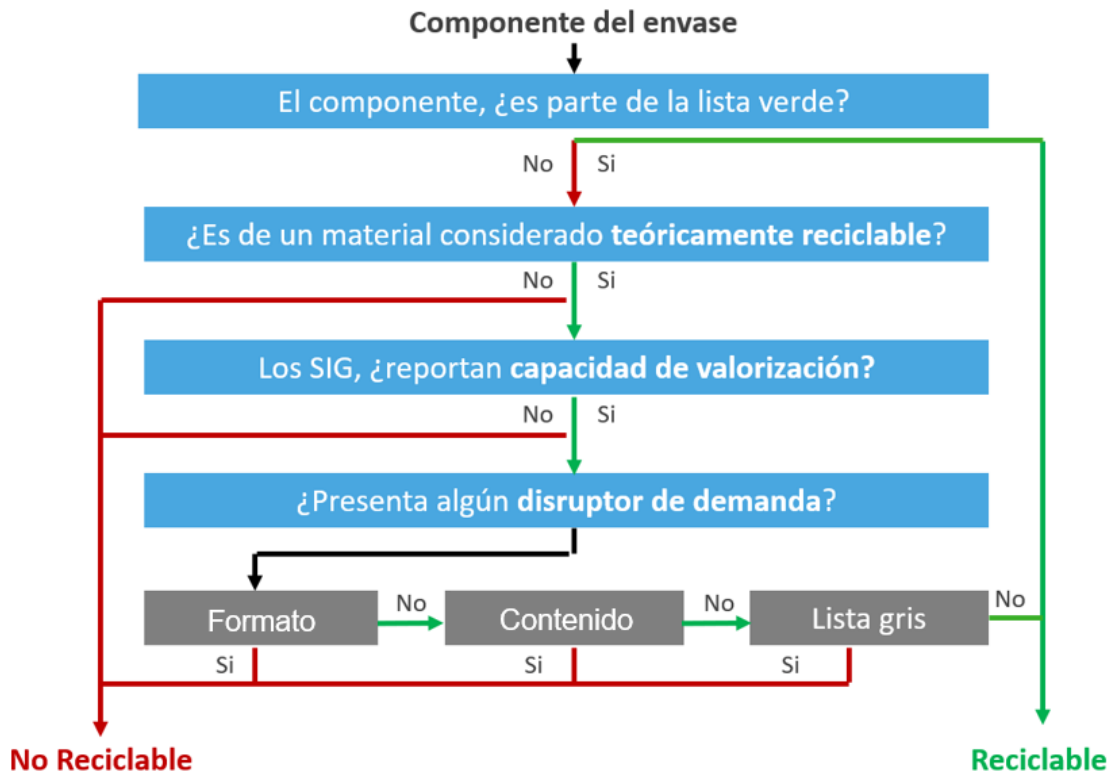 Componente del envase
El componente, ¿es parte de la lista verde?
No
Si
¿Es de un material considerado teóricamente reciclable?
No
Si
Los SIG, ¿reportan capacidad de valorización?
No
Si
¿Presenta algún disruptor de demanda?
Formato
No
Contenido
No
Lista gris
No
Si
Si
Si
No Reciclable
Reciclable